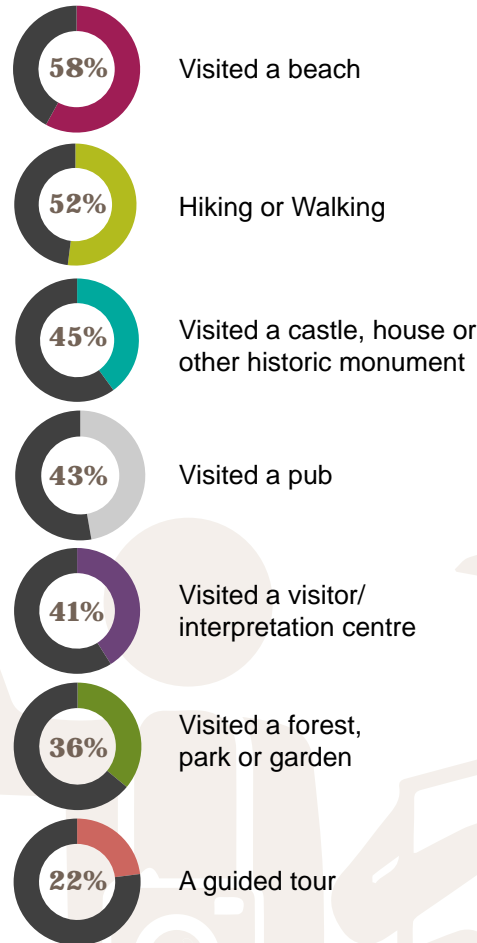 58%
Visited a beach
52%
Hiking or Walking
45%
Visited a castle, house or
other historic monument
43%
Visited a pub
41%
Visited a visitor/
interpretation centre
36%
Visited a forest,
park or garden
22%
A guided tour